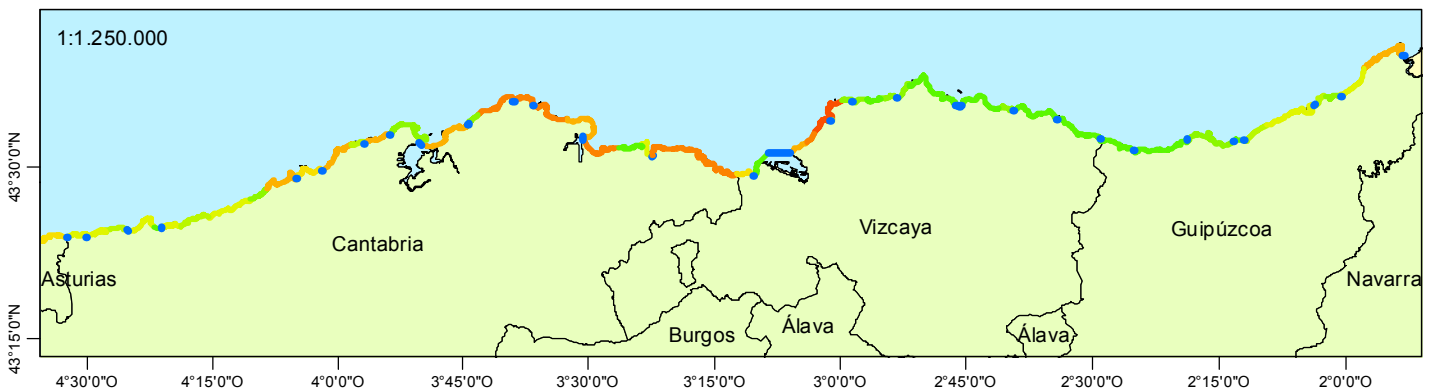 1:1.250.000
43°30'0"N
43°15'0"N
Asturias
Cantabria
Burgos
Álava
Vizcaya
Álava
Guipúzcoa
Navarra
4°30'0"O
4°15'0"O
4°0'0"O
3°45'0"O
3°30'0"O
3°15'0"O
3°0'0"O
2°45'0"O
2°30'0"O
2°15'0"O
2°0'0"O